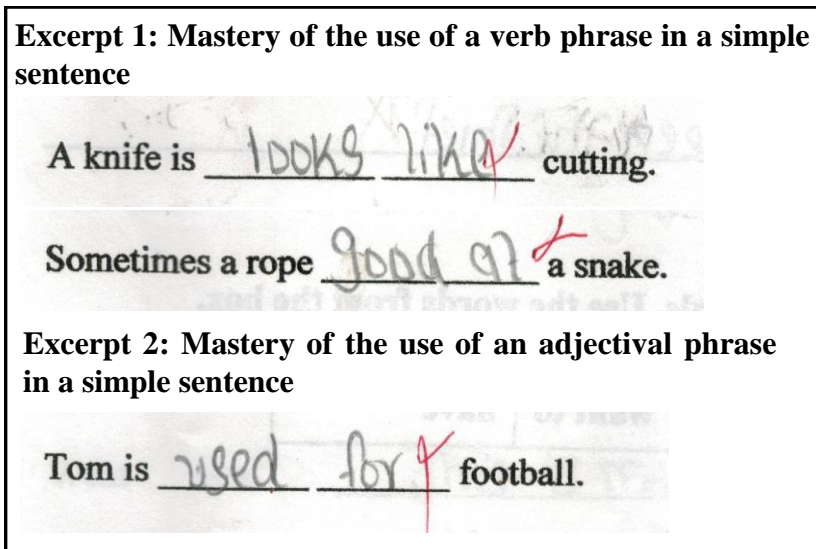 Excerpt 1: Mastery of the use of a verb phrase in a simple
sentence
A knife is looks like cutting.
Sometimes a rope good at a snake.
Excerpt 2: Mastery of the use of an adjectival phrase
in a simple sentence
Tom is used for football.